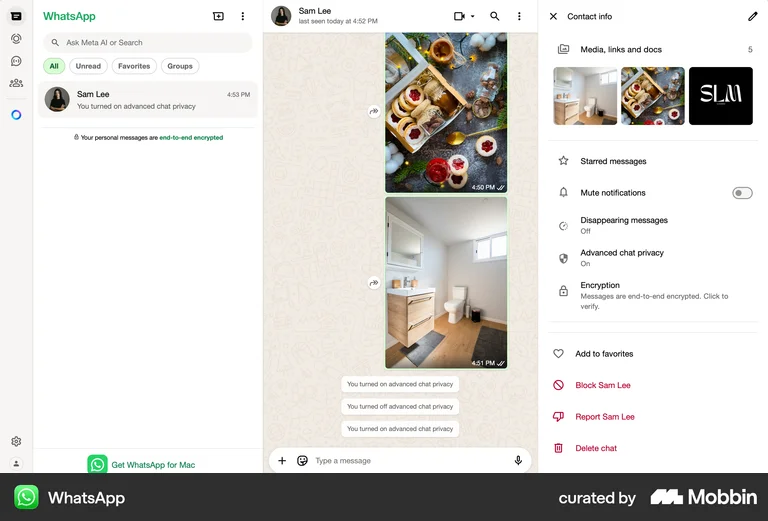 WhatsApp
Ask Meta AI or Search
All
Unread
Favorites
Groups
Sam Lee
4:53 PM
You turned on advanced chat privacy
Your personal messages are end-to-end encrypted
Get WhatsApp for Mac
Sam Lee
last seen today at 4:52 PM
4:50 PM
4:51 PM
You turned on advanced chat privacy
You turned off advanced chat privacy
You turned on advanced chat privacy
Type a message
Contact info
Media, links and docs
5
SLM
Starred messages
Mute notifications
Disappearing messages
Off
Advanced chat privacy
On
Encryption
Messages are end-to-end encrypted. Click to
verify.
Add to favorites
Block Sam Lee
Report Sam Lee
Delete chat
WhatsApp
curated by
Mobbin